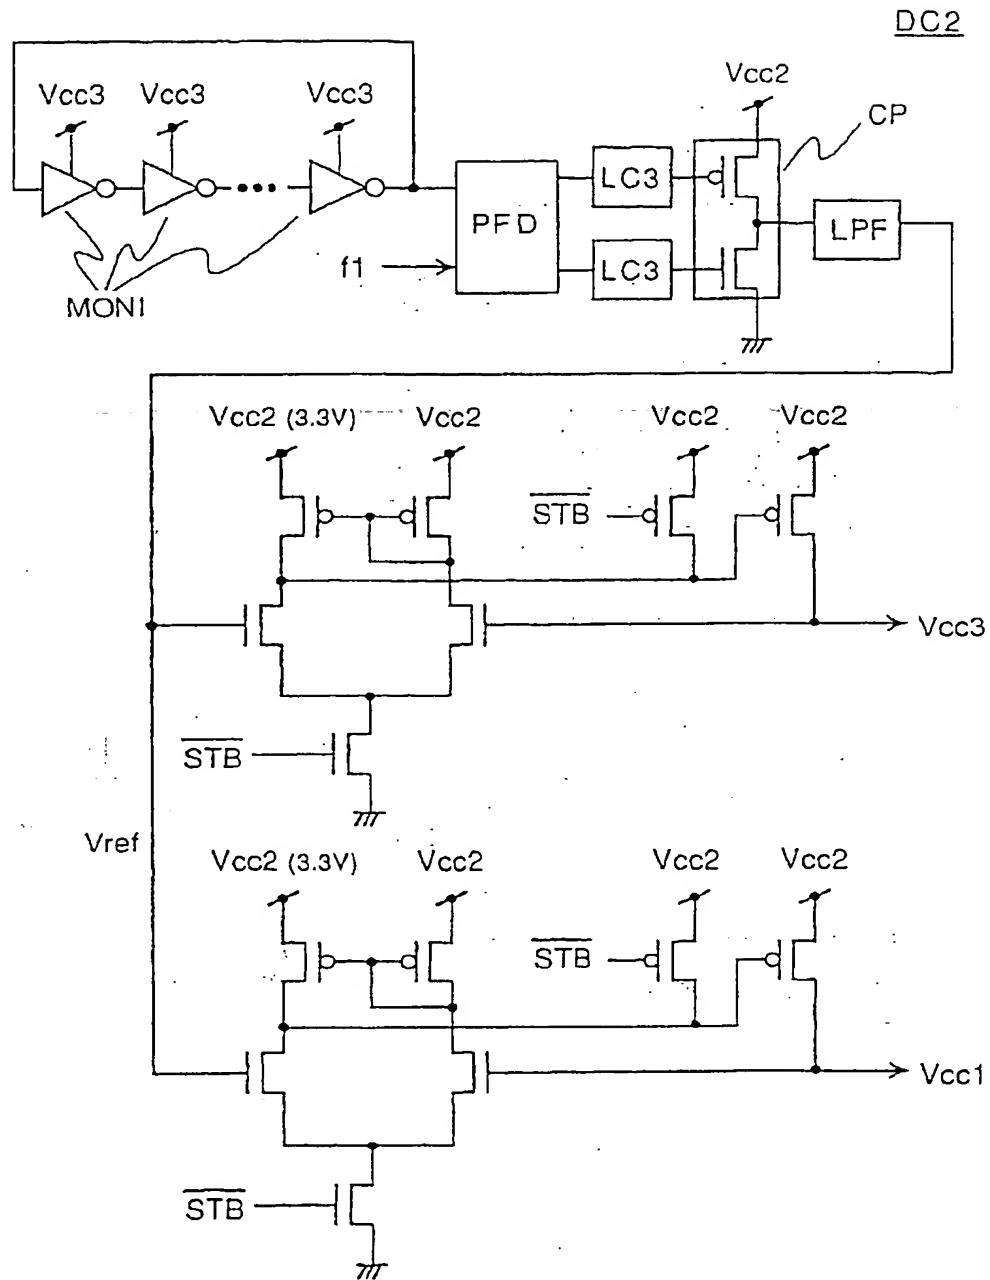 DC2
Vcc3 Vcc3 Vcc3 Vcc2
CP
LC3
PFD
LPF
f1
LC3
MON1
Vcc2 (3.3V) Vcc2 Vcc2 Vcc2
STB
Vcc3
STB
Vref
Vcc2 (3.3V) Vcc2 Vcc2 Vcc2
STB
Vcc1
STB